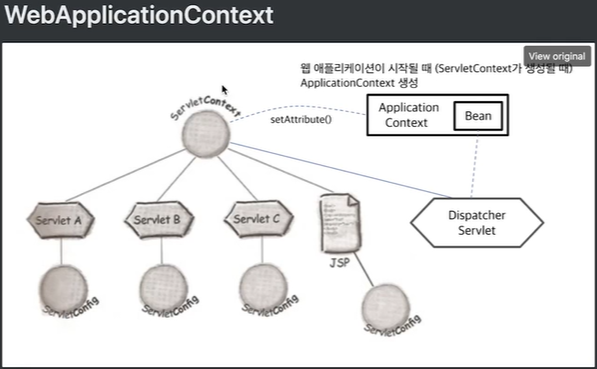 WebApplicationContext
View original
웹 애플리케이션이 시작될 때 (ServletContext가 생성될 때)
ApplicationContext 생성
ServletContext
setAttribute()
Application
Context
Bean
Servlet A
Servlet B
Servlet C
JSP
Dispatcher
Servlet
ServletConfig
ServletConfig
ServletConfig
ServletConfig